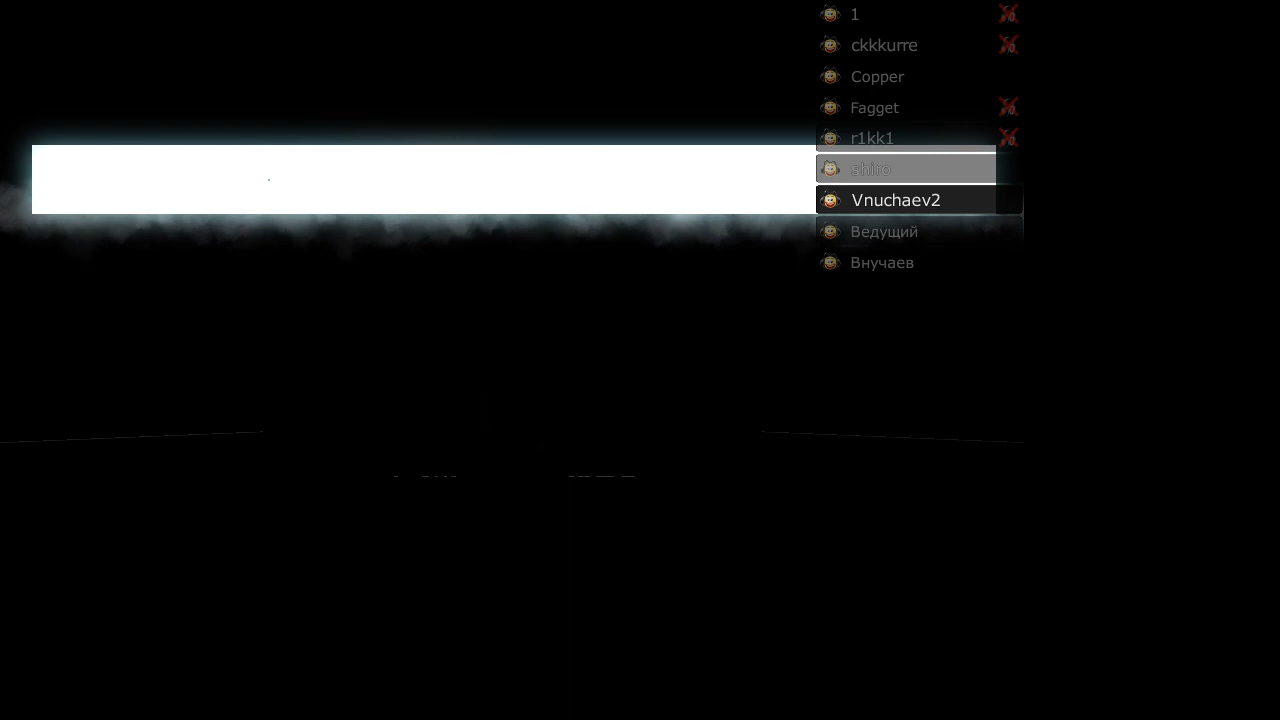 1
ckkkurre
Copper
Fagget
r1kk1
shiro
Vnuchaev2
Ведущий
Внучаев